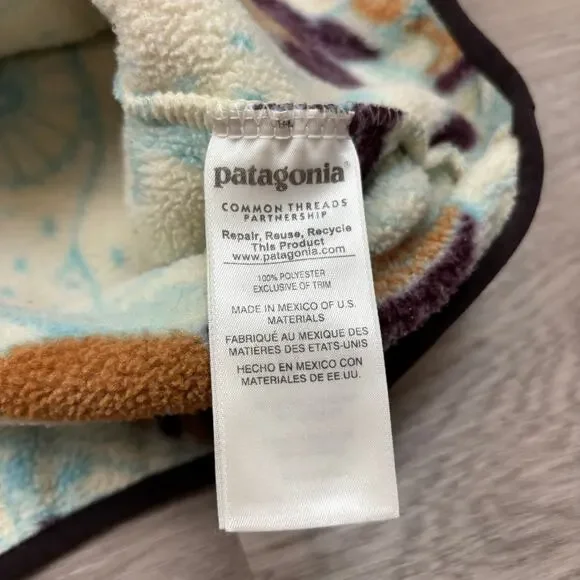 patagonia®
COMMON THREADS
PARTNERSHIP
Repair, Reuse, Recycle
This Product
www.patagonia.com
100% POLYESTER
EXCLUSIVE OF TRIM
MADE IN MEXICO OF U.S.
MATERIALS
FABRIQUÉ AU MEXIQUE DES
MATIÈRES DES ETATS-UNIS
HECHO EN MÉXICO CON
MATERIALES DE EE.UU.